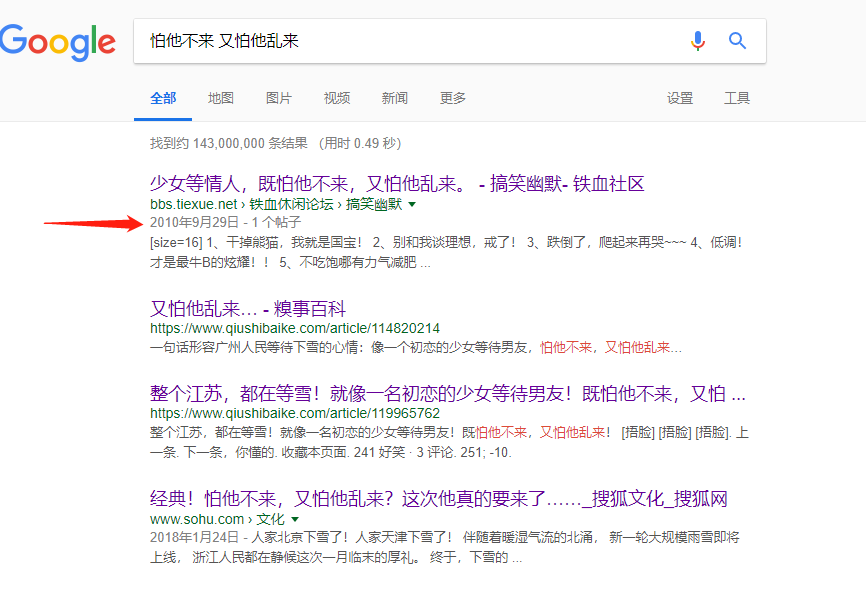 Google
怕他不来 又怕他乱来
全部 地图 图片 视频 新闻 更多 设置 工具
找到约 143,000,000 条结果 （用时 0.49 秒）
少女等情人，既怕他不来，又怕他乱来。 - 搞笑幽默- 铁血社区
bbs.tiexue.net › 铁血休闲论坛 › 搞笑幽默
2010年9月29日 - 1 个帖子
[size=16] 1、干掉熊猫，我就是国宝！ 2、别和我谈理想，戒了！ 3、跌倒了，爬起来再哭~~~ 4、低调！
才是最牛B的炫耀！！ 5、不吃饱哪有力气减肥 ...
又怕他乱来… - 糗事百科
https://www.qiushibaike.com/article/114820214
一句话形容广州人民等待下雪的心情：像一个初恋的少女等待男友，怕他不来，又怕他乱来…
整个江苏，都在等雪！就像一名初恋的少女等待男友！既怕他不来，又怕 ...
https://www.qiushibaike.com/article/119965762
整个江苏，都在等雪！就像一名初恋的少女等待男友！既怕他不来，又怕他乱来！ [捂脸] [捂脸] [捂脸]. 上
一条. 下一条，你懂的. 收藏本页面. 241 好笑 · 3 评论. 251; -10.
经典！怕他不来，又怕他乱来？这次他真的要来了……_搜狐文化_搜狐网
www.sohu.com › 文化
2018年1月24日 - 人家北京下雪了！人家天津下雪了！ 伴随着暖湿气流的北涌， 新一轮大规模雨雪即将
上线， 浙江人民都在静候这次一月临末的厚礼。 终于，下雪的 ...